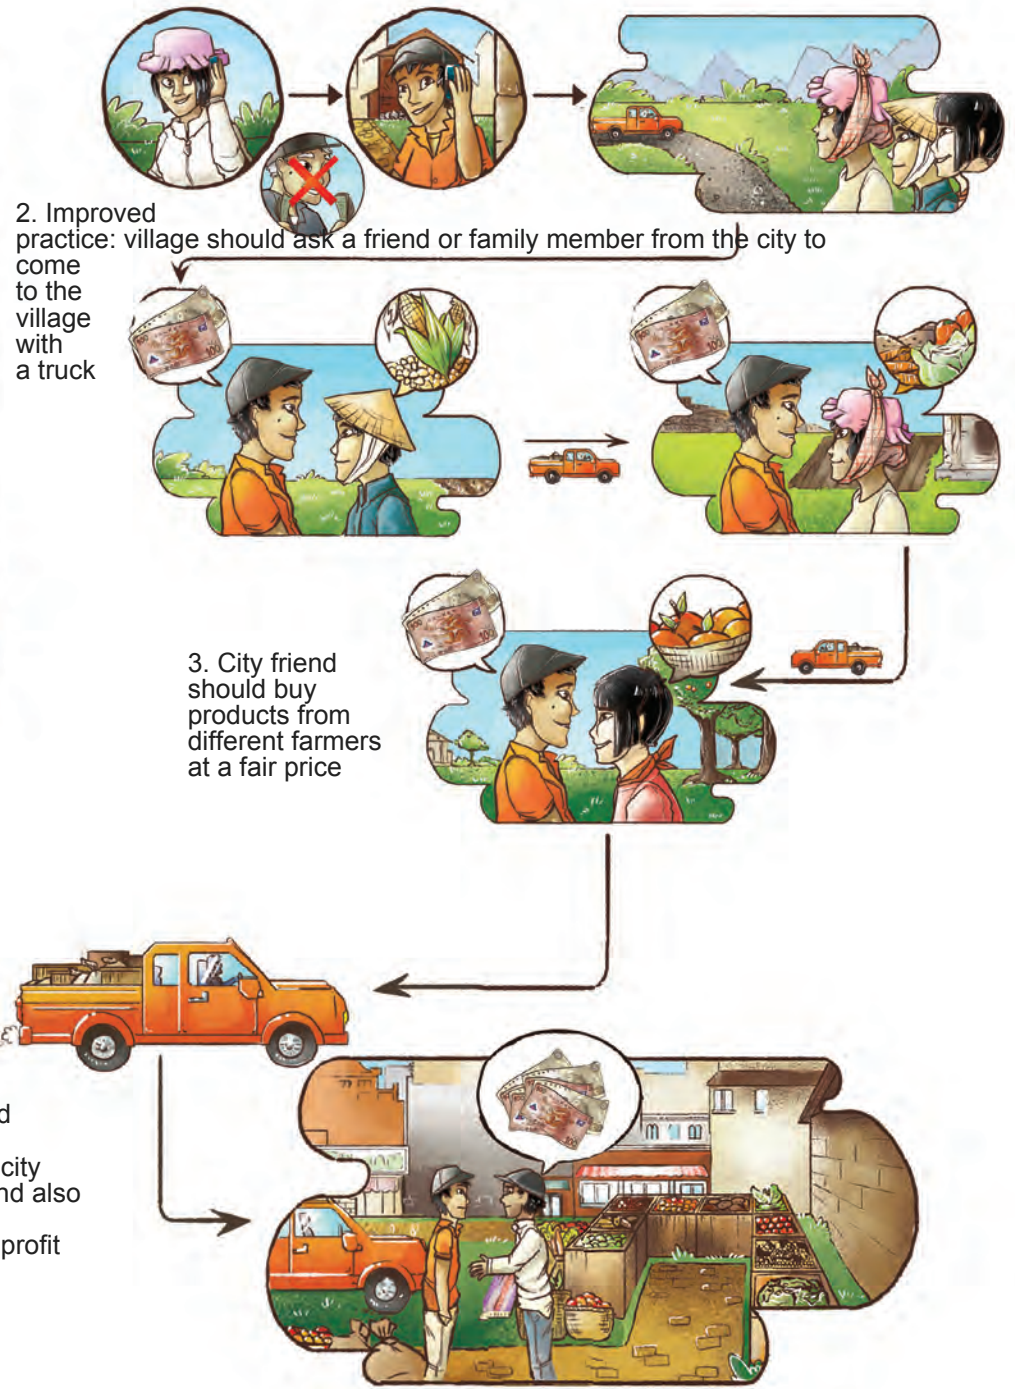 2. Improved
practice: village should ask a friend or family member from the city to
come
to the
village
with
a truck
3. City friend
should buy
products from
different farmers
at a fair price
d
city
nd also
profit